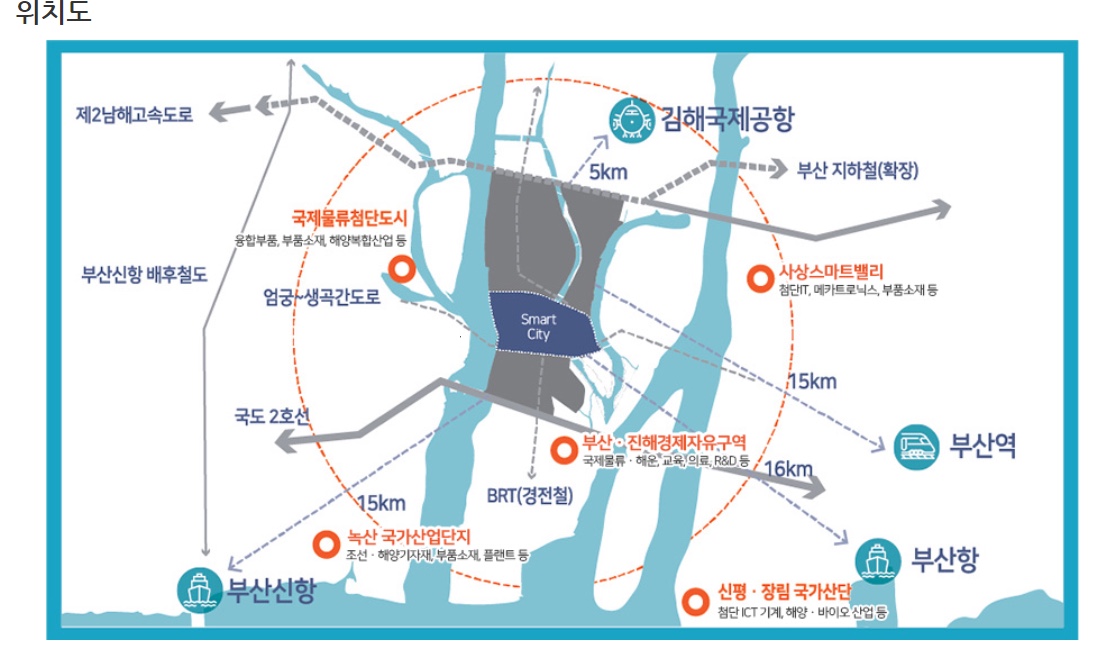 위치도
제2남해고속도로
김해국제공항
5km
부산 지하철(확장)
국제물류첨단도시
융합부품, 부품소재, 해양복합산업 등
부산신항 배후철도
엄궁~생곡간도로
사상스마트밸리
첨단IT, 메카트로닉스, 부품소재 등
Smart
City
15km
국도 2호선
부산역
부산 · 진해경제자유구역
국제물류 · 해운, 교육, 의료, R&D 등
16km
BRT(경전철)
15km
녹산 국가산업단지
조선 · 해양기자재, 부품소재, 플랜트 등
부산항
부산신항
신평 · 장림 국가산단
첨단 ICT 기계, 해양 · 바이오 산업 등